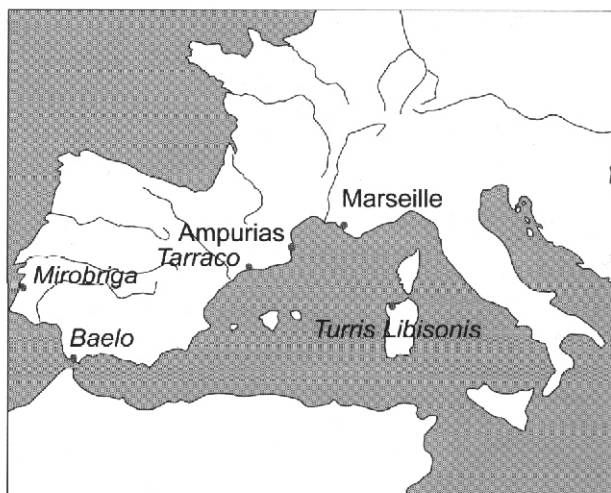 Marseille
Ampurias
Tarraco
Mirobriga
Turris Libisonis
Baelo